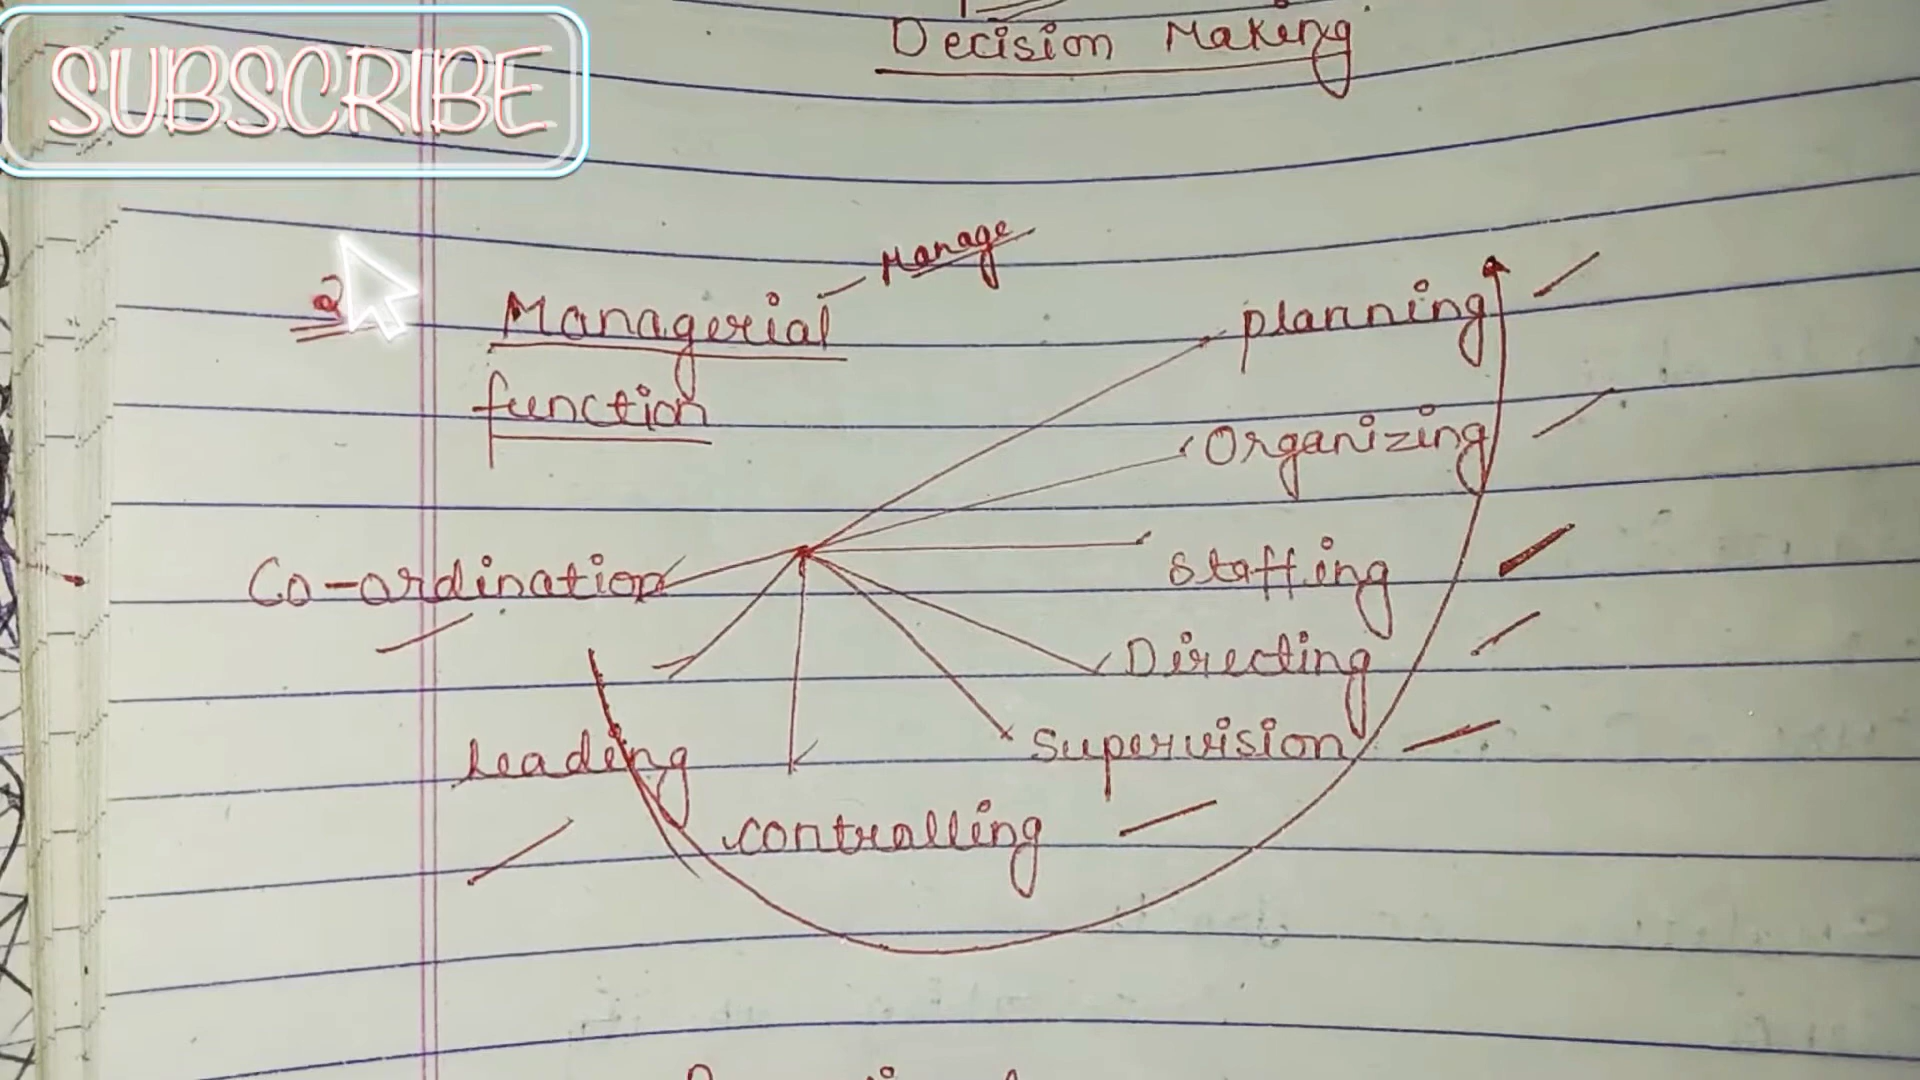 Decision Making
SUBSCRIBE
Manage
2
Managerial
function
planning
Organizing
Staffing
Co-ordination
Directing
Supervision
Leading
controlling